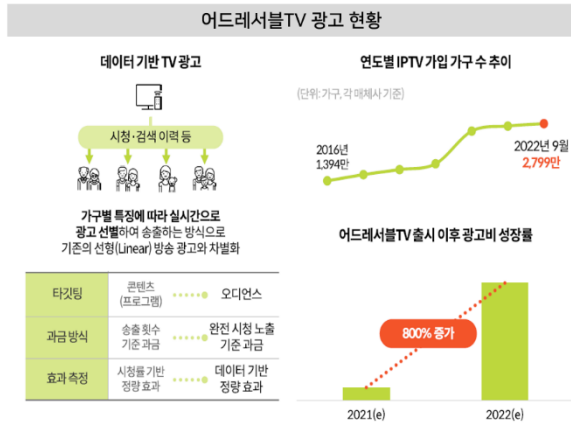 어드레서블TV 광고 현황
데이터 기반 TV 광고
시청·검색 이력 등
가구별 특징에 따라 실시간으로
광고 선별하여 송출하는 방식으로
기존의 선형(Linear) 방송 광고와 차별화
타깃팅
콘텐츠
(프로그램)
오디언스
과금 방식
송출 횟수
기준 과금
완전 시청 노출
기준 과금
효과 측정
시청률 기반
정량 효과
데이터 기반
정량 효과
연도별 IPTV 가입 가구 수 추이
(단위: 가구, 각 매체사 기준)
2016년
1,394만
2022년 9월
2,799만
어드레서블TV 출시 이후 광고비 성장률
800% 증가
2021(e)
2022(e)